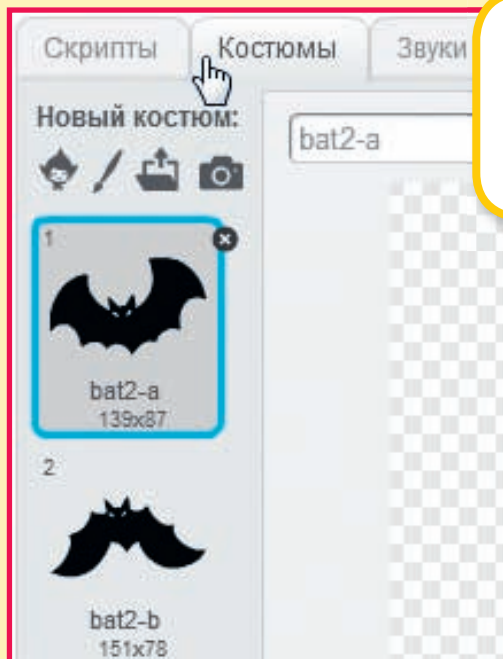 Скрипты Костюмы Звуки
Новый костюм:
bat2-a
1
bat2-a
139x87
2
bat2-b
151x78